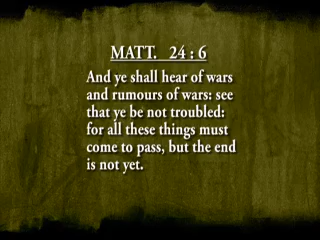 MATT. 24 : 6
And ye shall hear of wars
and rumours of wars: see
that ye be not troubled:
for all these things must
come to pass, but the end
is not yet.